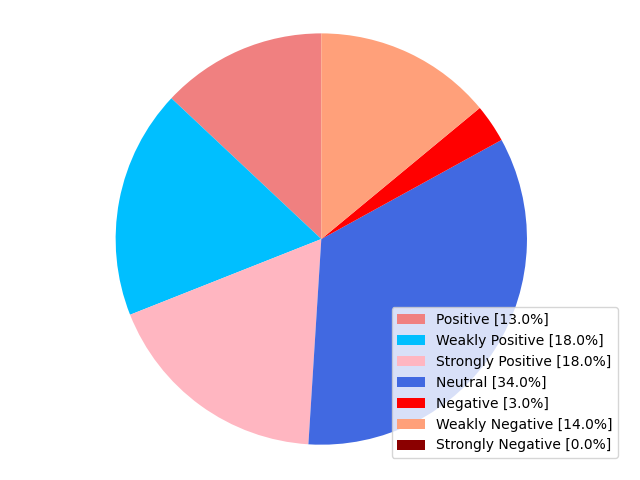 Positive [13.0%]
Weakly Positive [18.0%]
Strongly Positive [18.0%]
Neutral [34.0%]
Negative [3.0%]
Weakly Negative [14.0%]
Strongly Negative [0.0%]